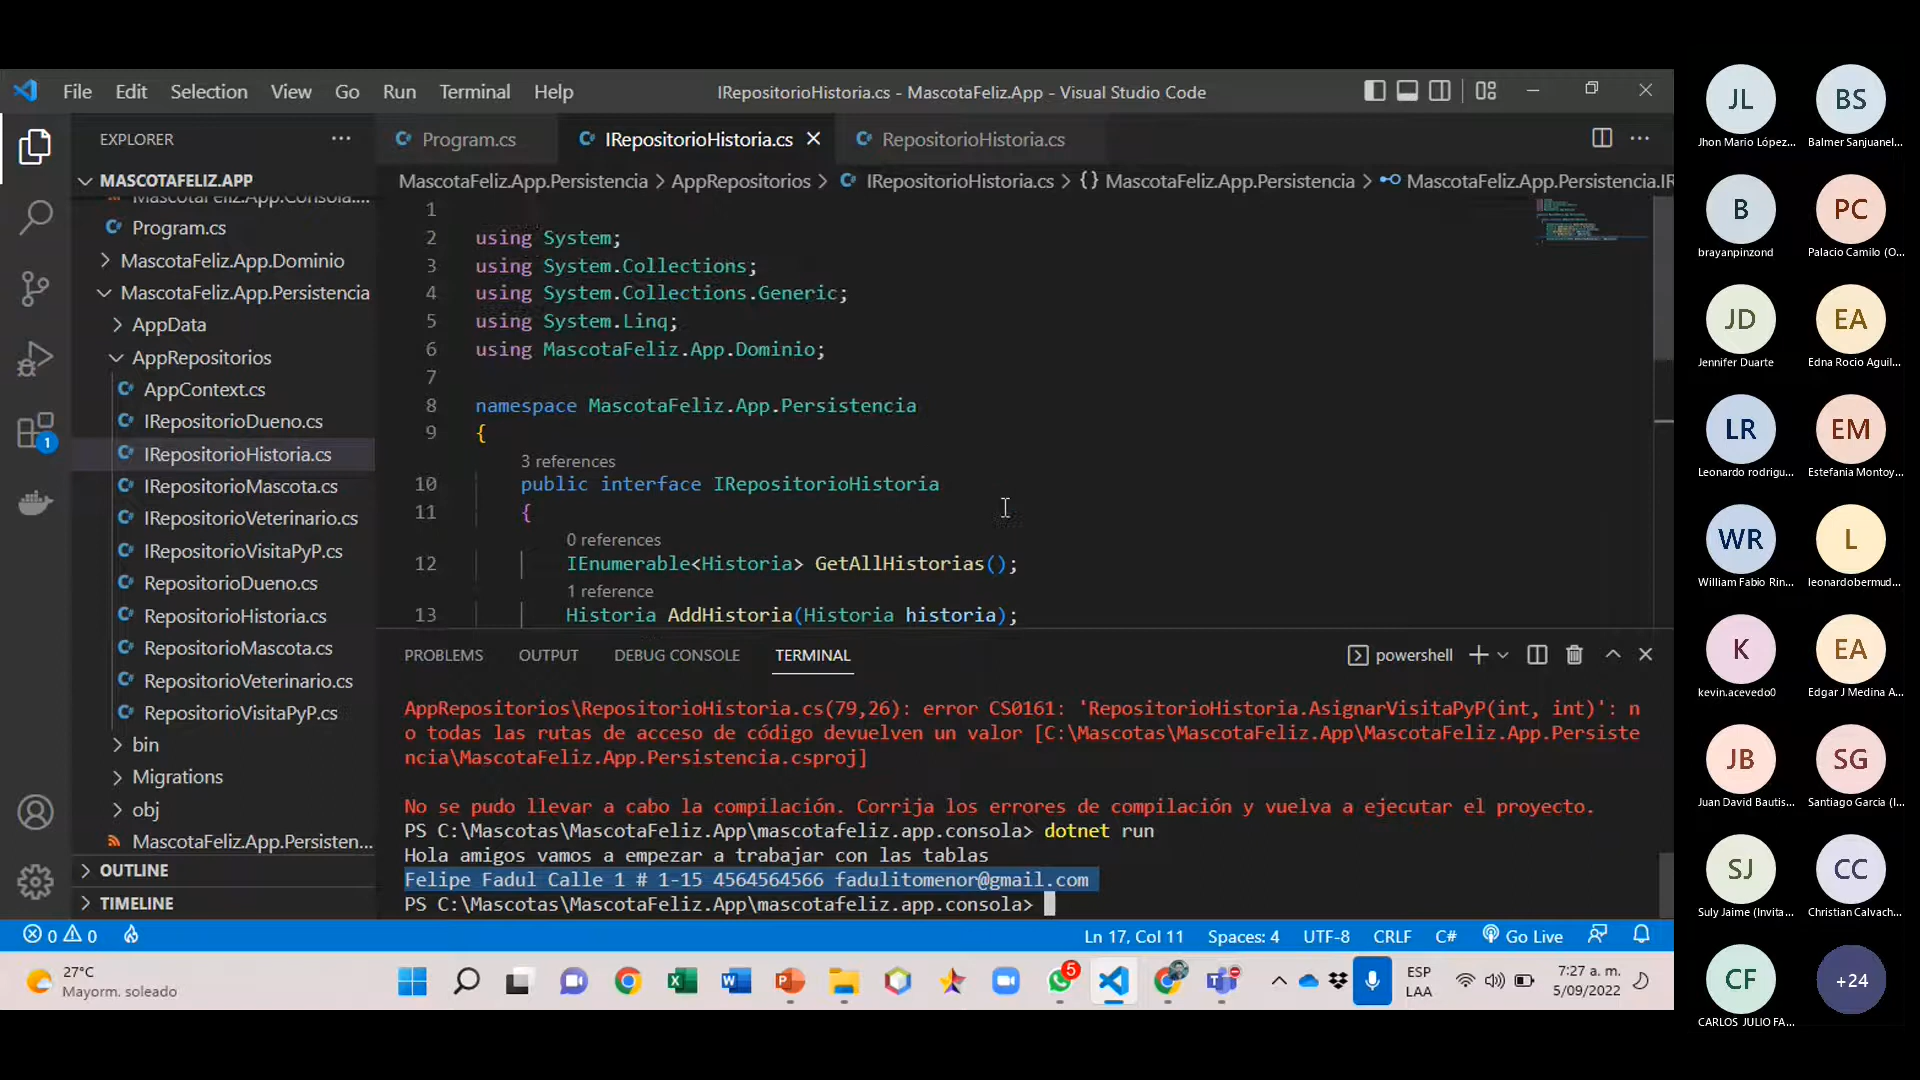 File Edit Selection View Go Run Terminal Help
IRepositorioHistoria.cs - MascotaFeliz.App - Visual Studio Code
EXPLORER
MASCOTAFELIZ.APP
Program.cs
MascotaFeliz.App.Dominio
MascotaFeliz.App.Persistencia
AppData
AppRepositorios
AppContext.cs
IRepositorioDueno.cs
IRepositorioHistoria.cs
IRepositorioMascota.cs
IRepositorioVeterinario.cs
IRepositorioVisitaPyP.cs
RepositorioDueno.cs
RepositorioHistoria.cs
RepositorioMascota.cs
RepositorioVeterinario.cs
RepositorioVisitaPyP.cs
bin
Migrations
obj
MascotaFeliz.App.Persisten...
OUTLINE
TIMELINE
1
Program.cs IRepositorioHistoria.cs RepositorioHistoria.cs
MascotaFeliz.App.Persistencia > AppRepositorios > IRepositorioHistoria.cs > {} MascotaFeliz.App.Persistencia > MascotaFeliz.App.Persistencia.IR
1
2 using System;
3 using System.Collections;
4 using System.Collections.Generic;
5 using System.Linq;
6 using MascotaFeliz.App.Dominio;
7
8 namespace MascotaFeliz.App.Persistencia
9 {
3 references
10 public interface IRepositorioHistoria
11 {
0 references
12 IEnumerable<Historia> GetAllHistorias();
1 reference
13 Historia AddHistoria(Historia historia);
PROBLEMS OUTPUT DEBUG CONSOLE TERMINAL
powershell
AppRepositorios\RepositorioHistoria.cs(79,26): error CS0161: 'RepositorioHistoria.AsignarVisitaPyP(int, int)': n
o todas las rutas de acceso de código devuelven un valor [C:\Mascotas\MascotaFeliz.App\MascotaFeliz.App.Persiste
ncia\MascotaFeliz.App.Persistencia.csproj]
No se pudo llevar a cabo la compilación. Corrija los errores de compilación y vuelva a ejecutar el proyecto.
PS C:\Mascotas\MascotaFeliz.App\mascotafeliz.app.consola> dotnet run
Hola amigos vamos a empezar a trabajar con las tablas
Felipe Fadul Calle 1 # 1-15 4564564566 fadulitomenor@gmail.com
PS C:\Mascotas\MascotaFeliz.App\mascotafeliz.app.consola>
0 0 Ln 17, Col 11 Spaces: 4 UTF-8 CRLF C# Go Live
27°C
Mayorm. soleado
5
ESP
LAA
7:27 a. m.
5/09/2022
JL BS
Jhon Mario López... Balmer Sanjuanel...
B PC
brayanpinzond Palacio Camilo (O...
JD EA
Jennifer Duarte Edna Rocio Aguil...
LR EM
Leonardo rodrigu... Estefania Montoy...
WR L
William Fabio Rin... leonardobermud...
K EA
kevin.acevedo0 Edgar J Medina A...
JB SG
Juan David Bautis... Santiago Garcia (I...
SJ CC
Suly Jaime (Invita... Christian Calvach...
CF +24
CARLOS JULIO FA...